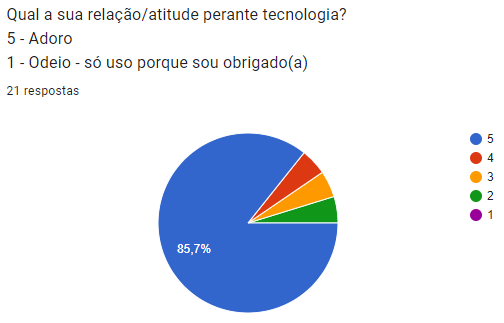 Qual a sua relação/atitude perante tecnologia?
5 - Adoro
1 - Odeio - só uso porque sou obrigado(a)
21 respostas
85,7%
5
4
3
2
1